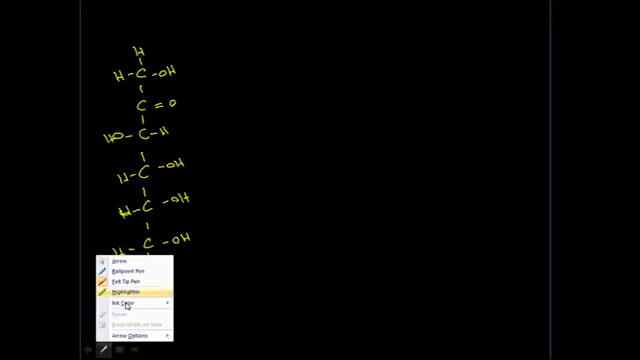 H
H - C - OH
C = O
HO - C - H
H - C - OH
H - C - OH
H - C - OH
Arrow
Ballpoint Pen
Felt Tip Pen
Highlighter
Ink Color
Eraser
Erase All Ink on Slide
Arrow Options